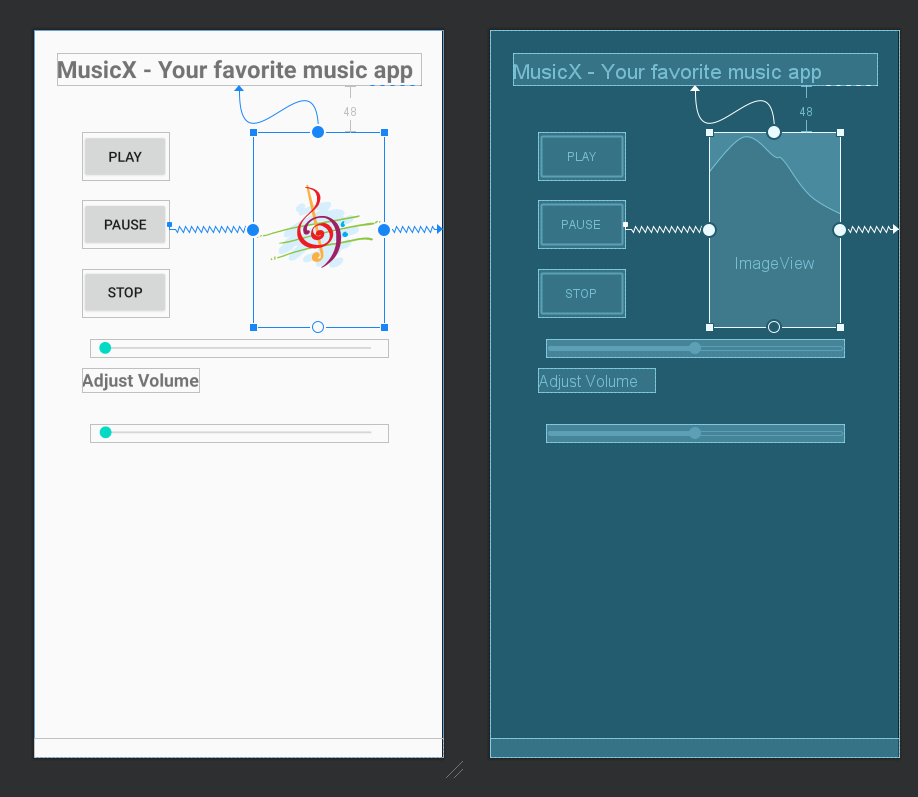 MusicX - Your favorite music app
48
PLAY
PAUSE
STOP
Adjust Volume
MusicX - Your favorite music app
48
PLAY
PAUSE
ImageView
STOP
Adjust Volume